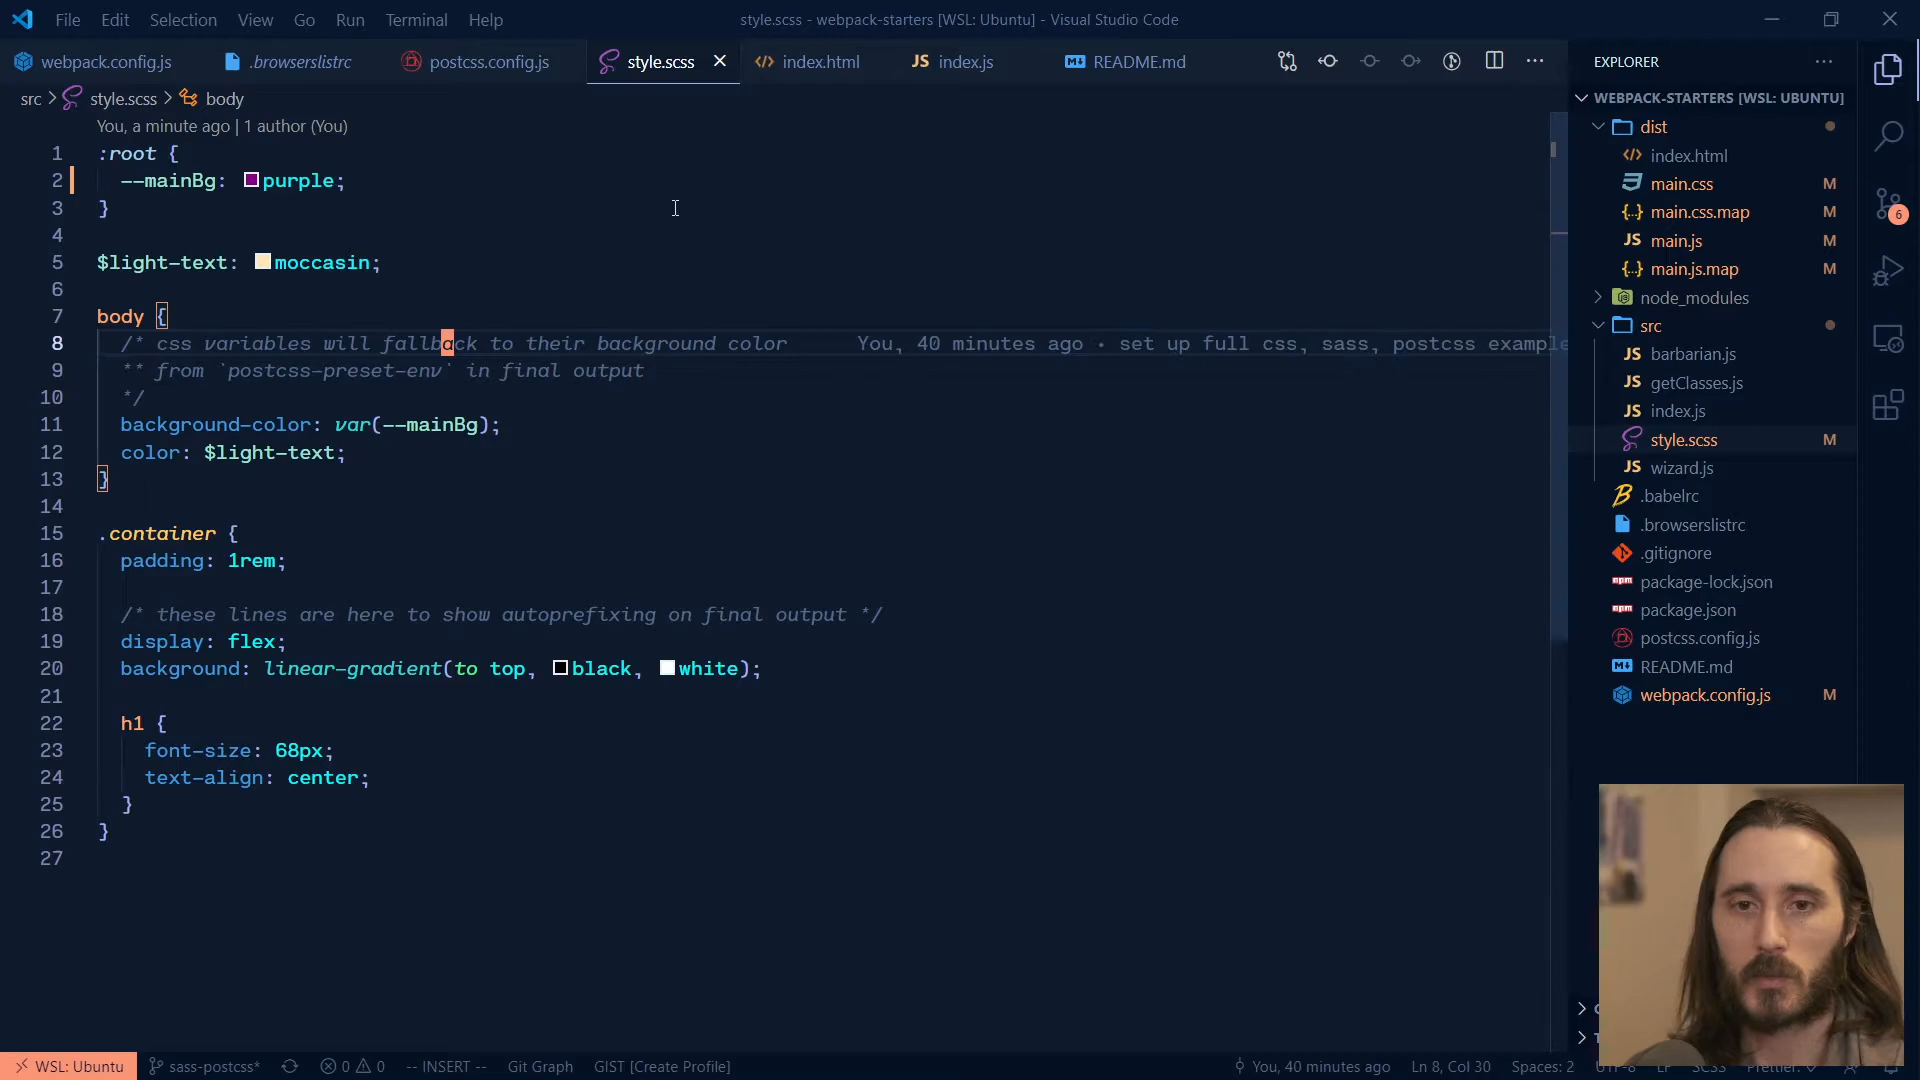 File Edit Selection View Go Run Terminal Help
style.scss - webpack-starters [WSL: Ubuntu] - Visual Studio Code
webpack.config.js .browserslistrc postcss.config.js style.scss index.html JS index.js README.md
src > style.scss > body
You, a minute ago | 1 author (You)
1 :root {
2 --mainBg: purple;
3 }
4
5 $light-text: moccasin;
6
7 body {
8 /* css variables will fallback to their background color You, 40 minutes ago • set up full css, sass, postcss example
9 ** from `postcss-preset-env` in final output
10 */
11 background-color: var(--mainBg);
12 color: $light-text;
13 }
14
15 .container {
16 padding: 1rem;
17
18 /* these lines are here to show autoprefixing on final output */
19 display: flex;
20 background: linear-gradient(to top, black, white);
21
22 h1 {
23 font-size: 68px;
24 text-align: center;
25 }
26 }
27
EXPLORER
WEBPACK-STARTERS [WSL: UBUNTU]
dist
index.html
main.css M
{..} main.css.map M
JS main.js M
{..} main.js.map M
node_modules
src
JS barbarian.js
JS getClasses.js
JS index.js
style.scss M
JS wizard.js
.babelrc
.browserslistrc
.gitignore
package-lock.json
package.json
postcss.config.js
README.md
webpack.config.js M
6
WSL: Ubuntu sass-postcss* 0 0 -- INSERT -- Git Graph GIST [Create Profile] You, 40 minutes ago Ln 8, Col 30 Spaces: 2 UTF-8 LF SCSS Prettier: ✓